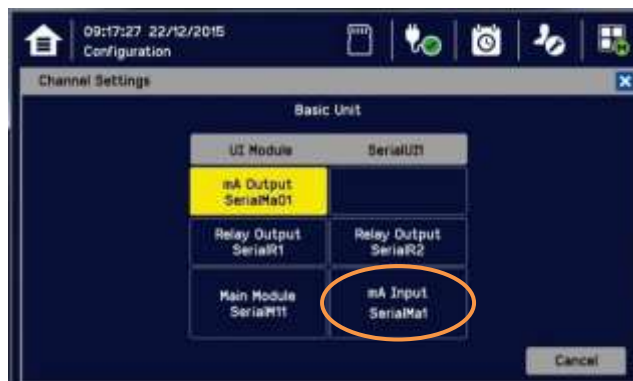 09:17:27 22/12/2015
Configuration
Channel Settings
Basic Unit
UI Module
SerialUI1
mA Output
SerialMaO1
Relay Output
SerialR1
Relay Output
SerialR2
Main Module
SerialM11
mA Input
SerialMa1
Cancel